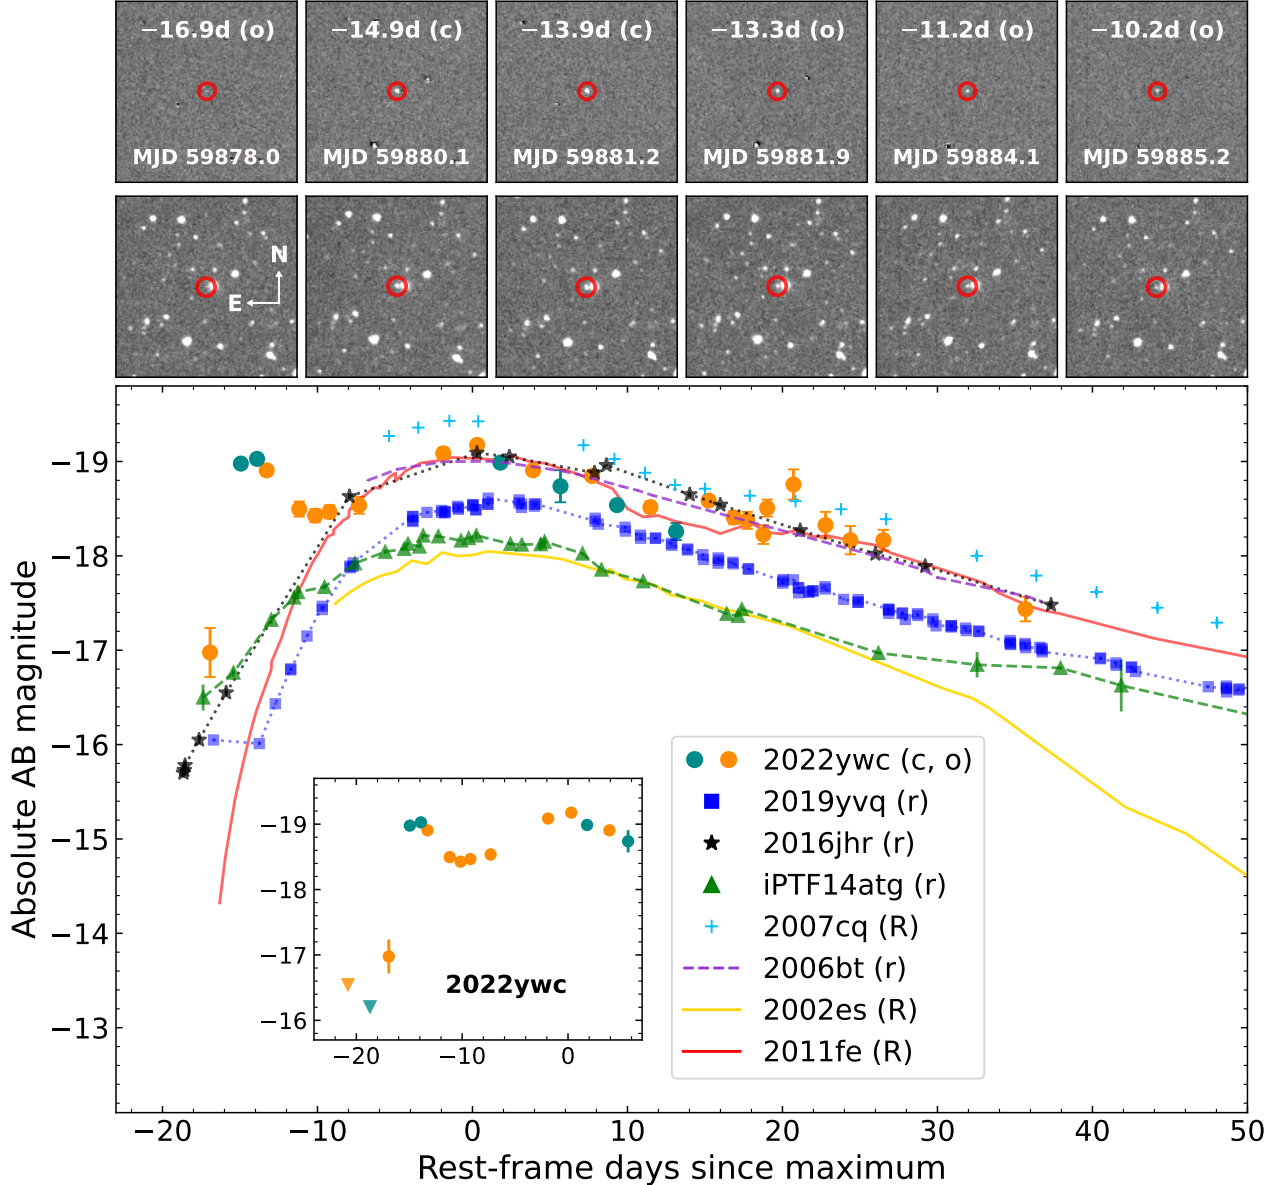 −16.9d (o) −14.9d (c) −13.9d (c) −13.3d (o) −11.2d (o) −10.2d (o)
MJD 59878.0 MJD 59880.1 MJD 59881.2 MJD 59881.9 MJD 59884.1 MJD 59885.2
N
E
−19
−18
−17
−16
−15
−14
−13
Absolute AB magnitude
2022ywc (c, o)
2019yvq (r)
2016jhr (r)
iPTF14atg (r)
2007cq (R)
2006bt (r)
2002es (R)
2011fe (R)
−19
−18
−17
−16
2022ywc
−20 −10 0
−20 −10 0 10 20 30 40 50
Rest-frame days since maximum